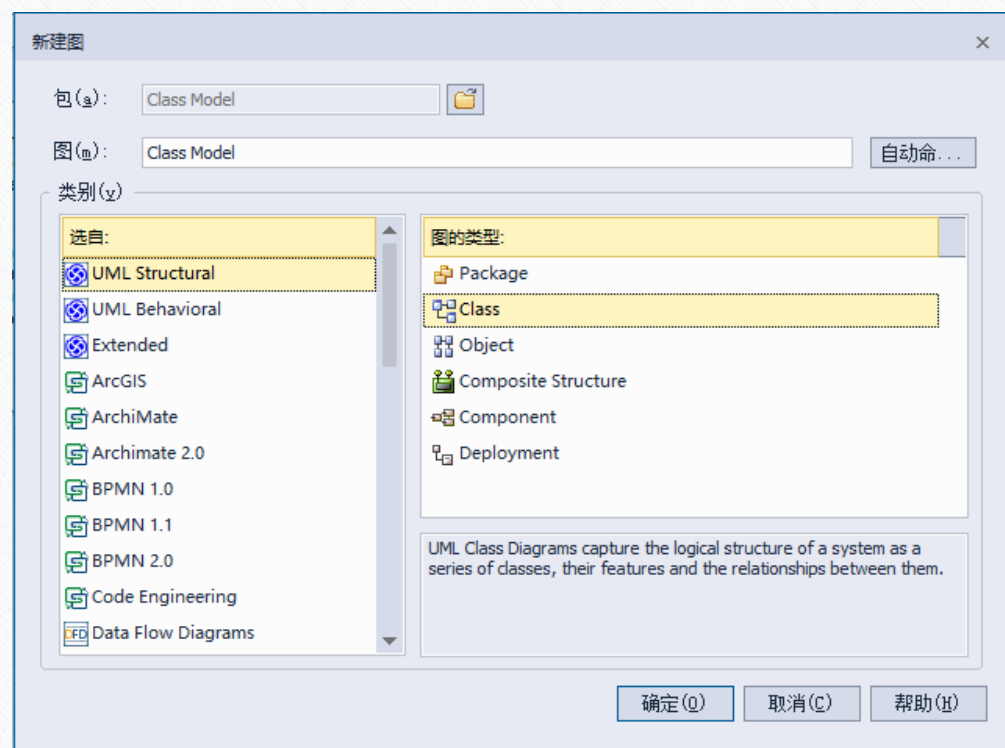 新建图
包(a): Class Model
图(m): Class Model 自动命...
类别(v)
选自:
UML Structural
UML Behavioral
Extended
ArcGIS
ArchiMate
Archimate 2.0
BPMN 1.0
BPMN 1.1
BPMN 2.0
Code Engineering
DFD Data Flow Diagrams
图的类型:
Package
Class
Object
Composite Structure
Component
Deployment
UML Class Diagrams capture the logical structure of a system as a
series of classes, their features and the relationships between them.
确定(O) 取消(C) 帮助(H)